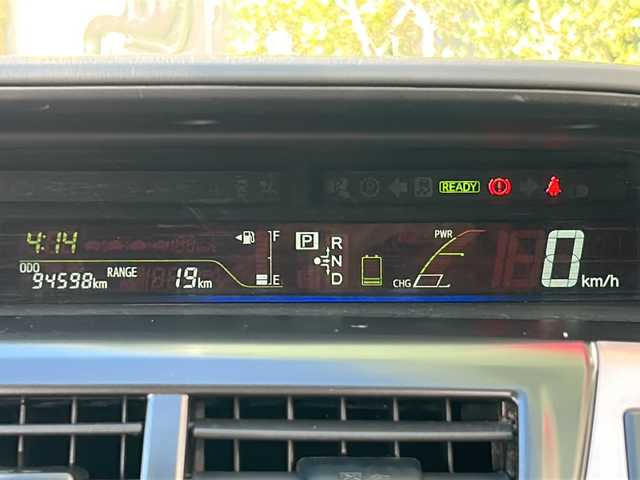 READY
4:14
F
P
R
PWR
0 km/h
N
ODO
94598km
RANGE
19km
E
D
CHG